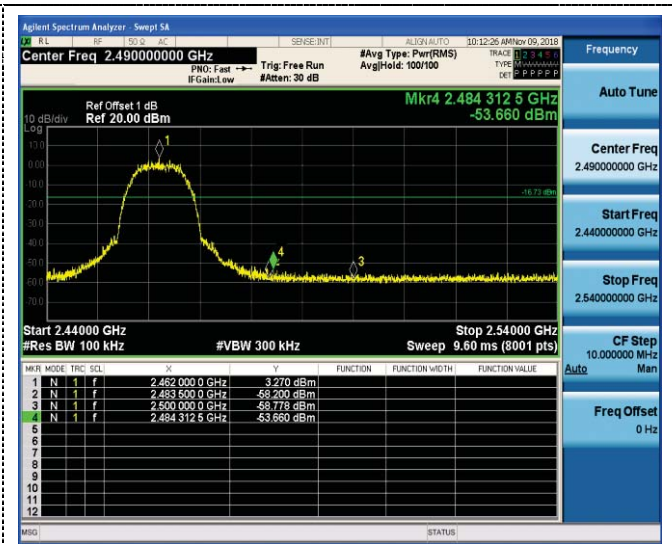 Agilent Spectrum Analyzer - Swept SA
RL RF 50 Ω AC SENSE:INT ALIGN AUTO 10:12:26 AM Nov 09, 2018
Center Freq 2.490000000 GHz #Avg Type: Pwr(RMS) TRACE 1 2 3 4 5 6
PNO: Fast Trig: Free Run Avg|Hold: 100/100 TYPE M
IFGain:Low #Atten: 30 dB DET P P P P P P
Frequency
Auto Tune
Center Freq
2.490000000 GHz
Start Freq
2.440000000 GHz
Stop Freq
2.540000000 GHz
CF Step
10.000000 MHz
Auto Man
Freq Offset
0 Hz
Mkr4 2.484 312 5 GHz
Ref Offset 1 dB
10 dB/div Ref 20.00 dBm -53.660 dBm
Log
10.0
0.00
-10.0
-20.0
-30.0
-40.0
-50.0
-60.0
-70.0
1
-16.73 dBm
4
3
Start 2.44000 GHz Stop 2.54000 GHz
#Res BW 100 kHz #VBW 300 kHz Sweep 9.60 ms (8001 pts)
MKR MODE TRC SCL X Y FUNCTION FUNCTION WIDTH FUNCTION VALUE
1 N 1 f 2.462 000 0 GHz 3.270 dBm
2 N 1 f 2.483 500 0 GHz -58.200 dBm
3 N 1 f 2.500 000 0 GHz -58.778 dBm
4 N 1 f 2.484 312 5 GHz -53.660 dBm
5
6
7
8
9
10
11
12
MSG STATUS